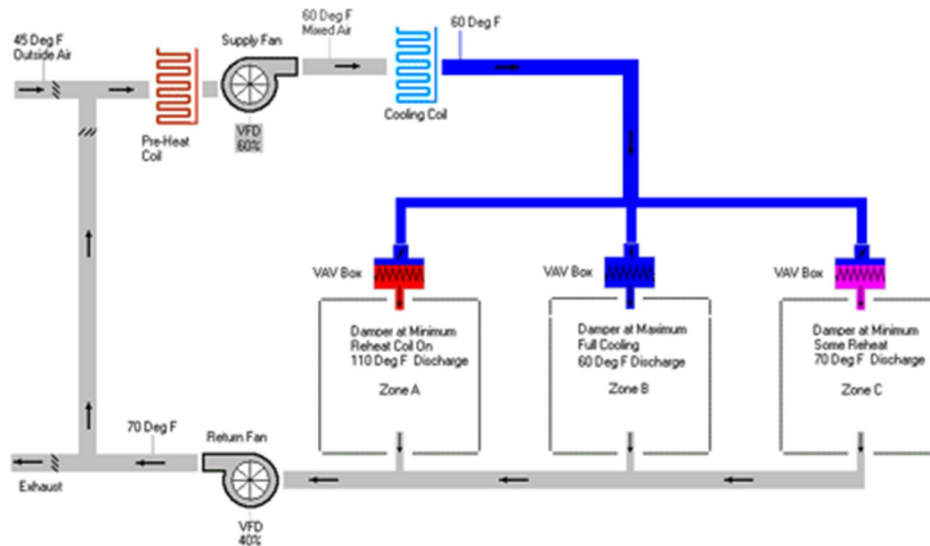 45 Deg F
Outside Air
Supply Fan
60 Deg F
Mixed Air
60 Deg F
Pre-Heat
Coil
VFD
60%
Cooling Coil
VAV Box
VAV Box
VAV Box
Damper at Minimum
Reheat Coil On
110 Deg F Discharge
Zone A
Damper at Maximum
Full Cooling
60 Deg F Discharge
Zone B
Damper at Minimum
Some Reheat
70 Deg F Discharge
Zone C
70 Deg F
Return Fan
Exhaust
VFD
40%